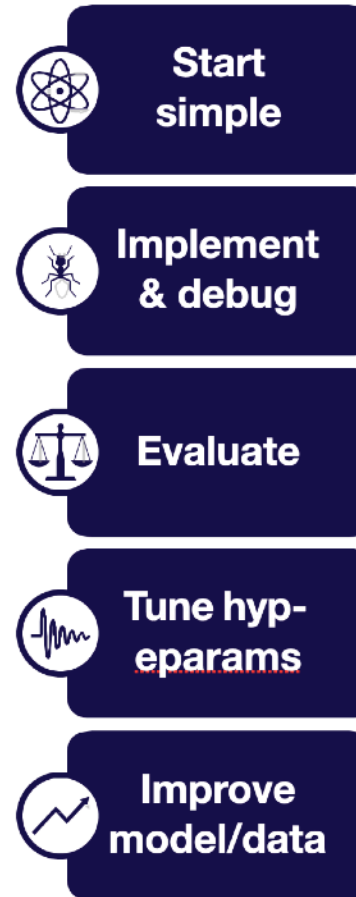 Start
simple
Implement
& debug
Evaluate
Tune hyp-
eparams
Improve
model/data